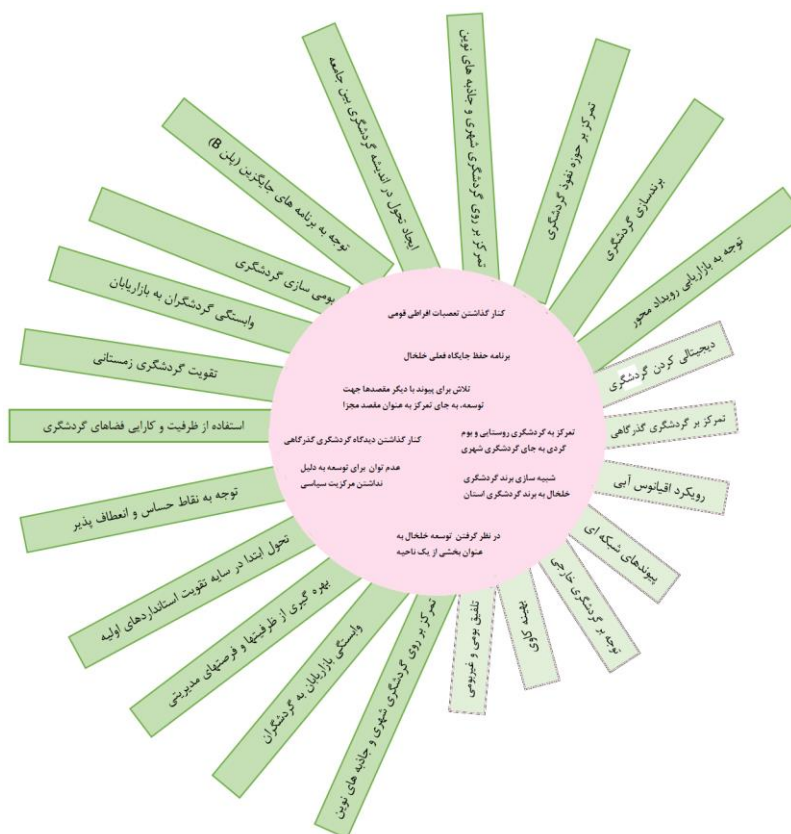 تمرکز بر روی گردشگری شهری و جاذبه های نوین
تمرکز بر حوزه نفوذ گردشگری
برندسازی گردشگری
توجه به بازاریابی رویداد محور
دیجیتالی کردن گردشگری
تمرکز بر گردشگری گذرگاهی
رویکرد اقیانوس آبی
پیوندهای شبکه ای
توجه بر گردشگری خارجی
بهینه کاوی
تلفیق بومی و غیربومی
تمرکز بر روی گردشگری شهری و جاذبه های نوین
وابستگی بازاریابان به گردشگران
بهره گیری از ظرفیتها و فرصتهای مدیریتی
تحول ابتدا در سایه تقویت استانداردهای اولیه
توجه به نقاط حساس و انعطاف پذیر
استفاده از ظرفیت و کارایی فضاهای گردشگری
تقویت گردشگری زمستانی
وابستگی گردشگران به بازاریابان
بومی سازی گردشگری
توجه به برنامه های جایگزین (پلن B)
ایجاد تحول در اندیشه گردشگری بین جامعه
کنار گذاشتن تعصبات افراطی قومی
برنامه حفظ جایگاه فعلی خلخال
تلاش برای پیوند با دیگر مقصدها جهت
توسعه، به جای تمرکز به عنوان مقصد مجزا
تمرکز به گردشگری روستایی و بوم
گردی به جای گردشگری شهری
کنار گذاشتن دیدگاه گردشگری گذرگاهی
شبیه سازی برند گردشگری
خلخال به برند گردشگری استان
عدم توان برای توسعه به دلیل
نداشتن مرکزیت سیاسی
در نظر گرفتن توسعه خلخال به
عنوان بخشی از یک ناحیه